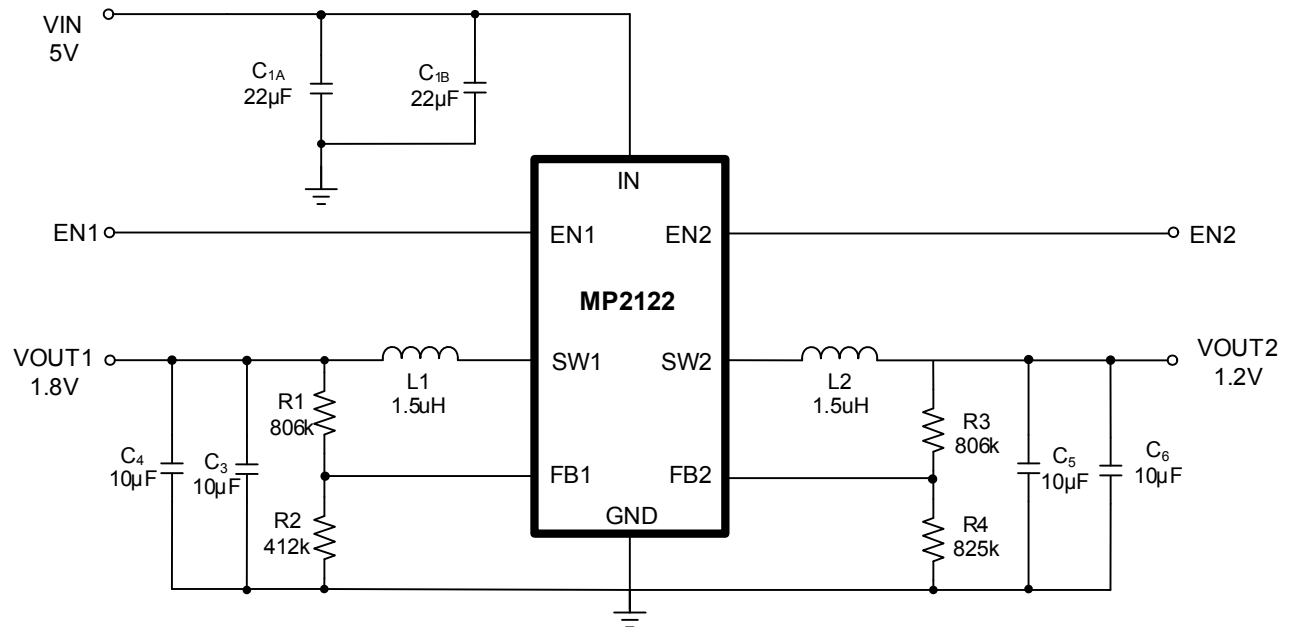 VIN
5V
C1A
22µF
C1B
22µF
IN
EN1
EN1
EN2
EN2
MP2122
VOUT1
1.8V
L1
1.5uH
SW1
SW2
L2
1.5uH
VOUT2
1.2V
R1
806k
R3
806k
C4
10µF
C3
10µF
C5
10µF
C6
10µF
FB1
FB2
R2
412k
GND
R4
825k